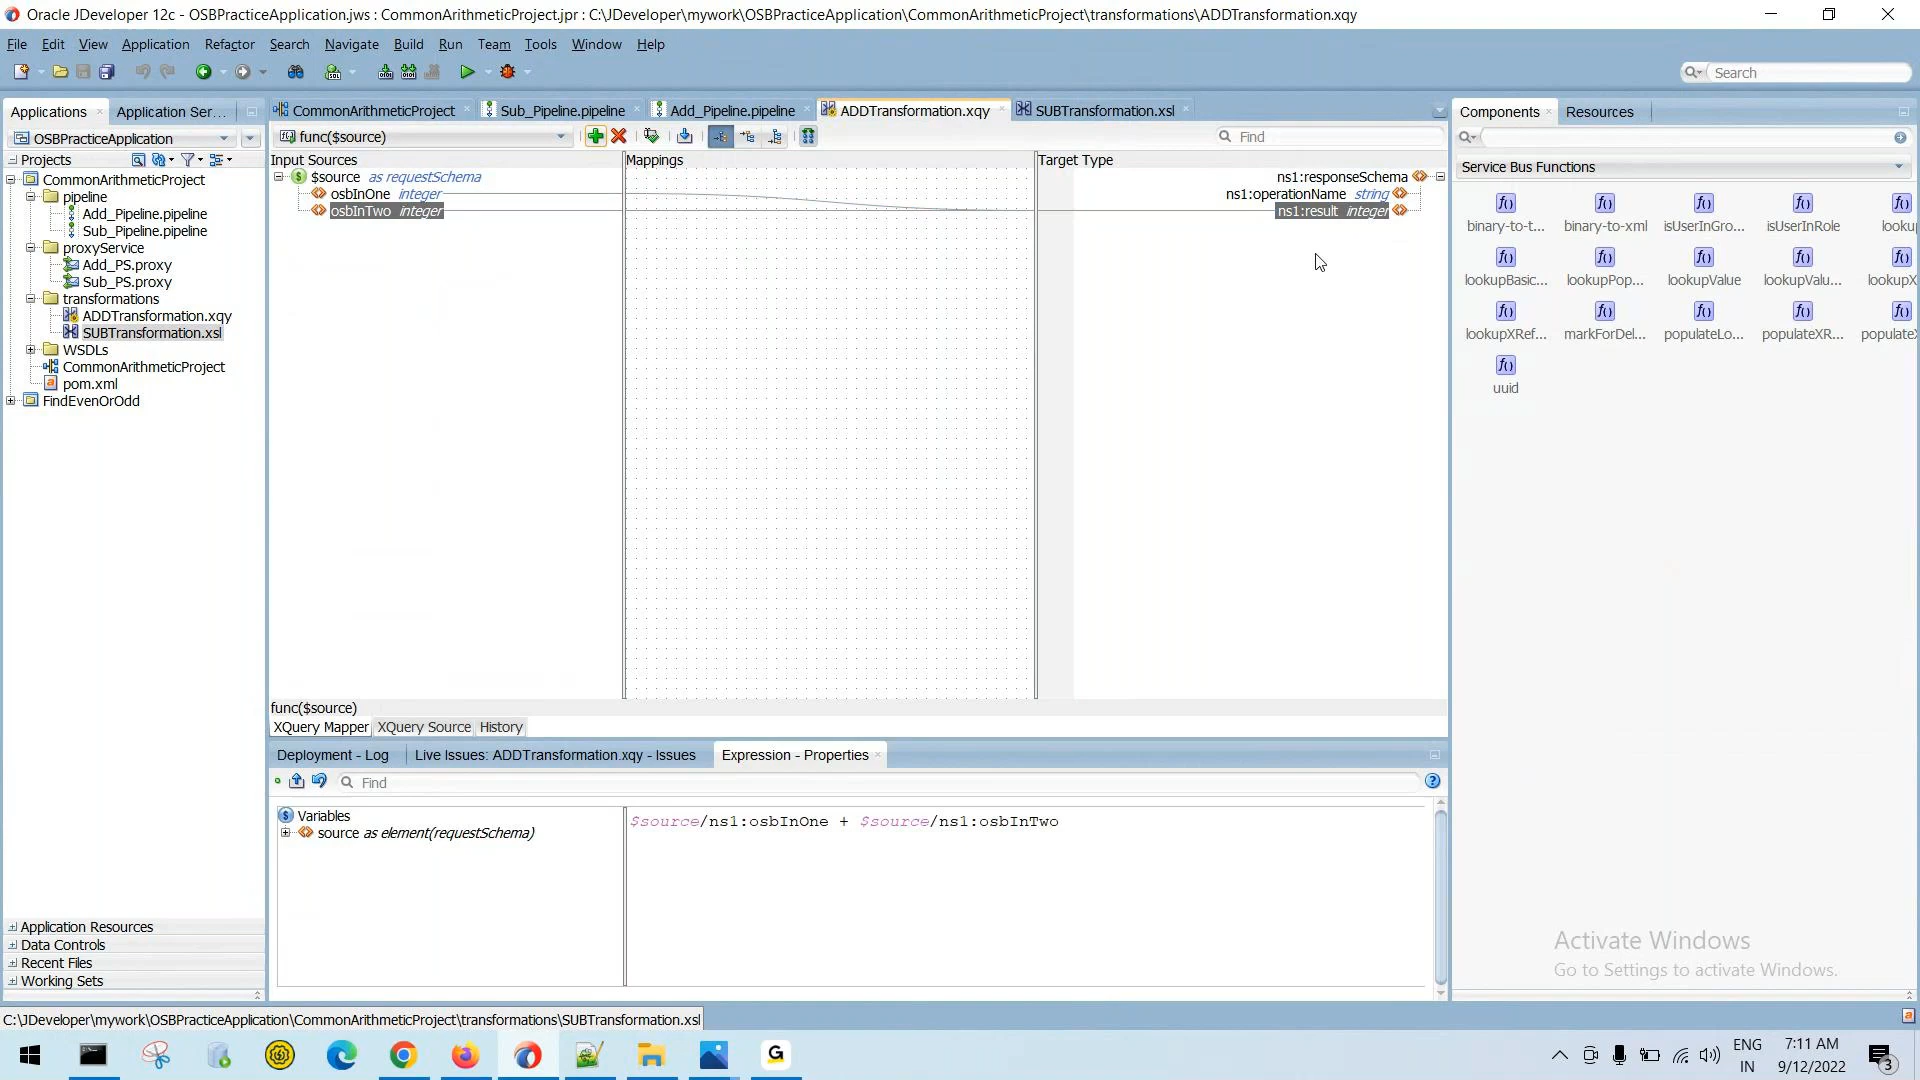 Oracle JDeveloper 12c - OSBPracticeApplication.jws : CommonArithmeticProject.jpr : C:\JDeveloper\mywork\OSBPracticeApplication\CommonArithmeticProject\transformations\ADDTransformation.xqy
File Edit View Application Refactor Search Navigate Build Run Team Tools Window Help
Search
Applications Application Ser...
OSBPracticeApplication
Projects
CommonArithmeticProject
pipeline
Add_Pipeline.pipeline
Sub_Pipeline.pipeline
proxyService
Add_PS.proxy
Sub_PS.proxy
transformations
ADDTransformation.xqy
SUBTransformation.xsl
WSDLs
CommonArithmeticProject
pom.xml
FindEvenOrOdd
Application Resources
Data Controls
Recent Files
Working Sets
CommonArithmeticProject Sub_Pipeline.pipeline Add_Pipeline.pipeline ADDTransformation.xqy SUBTransformation.xsl
func($source)
Find
Input Sources Mappings Target Type
$source as requestSchema
osbInOne integer
osbInTwo integer
ns1:responseSchema
ns1:operationName string
ns1:result integer
func($source)
XQuery Mapper XQuery Source History
Deployment - Log Live Issues: ADDTransformation.xqy - Issues Expression - Properties
Find
Variables
source as element(requestSchema)
$source/ns1:osbInOne + $source/ns1:osbInTwo
Components Resources
Service Bus Functions
binary-to-t... binary-to-xml isUserInGro... isUserInRole looku
lookupBasic... lookupPop... lookupValue lookupValu... lookupX
lookupXRef... markForDel... populateLo... populateXR... populateX
uuid
Activate Windows
Go to Settings to activate Windows.
C:\JDeveloper\mywork\OSBPracticeApplication\CommonArithmeticProject\transformations\SUBTransformation.xsl
ENG
IN
7:11 AM
9/12/2022
3